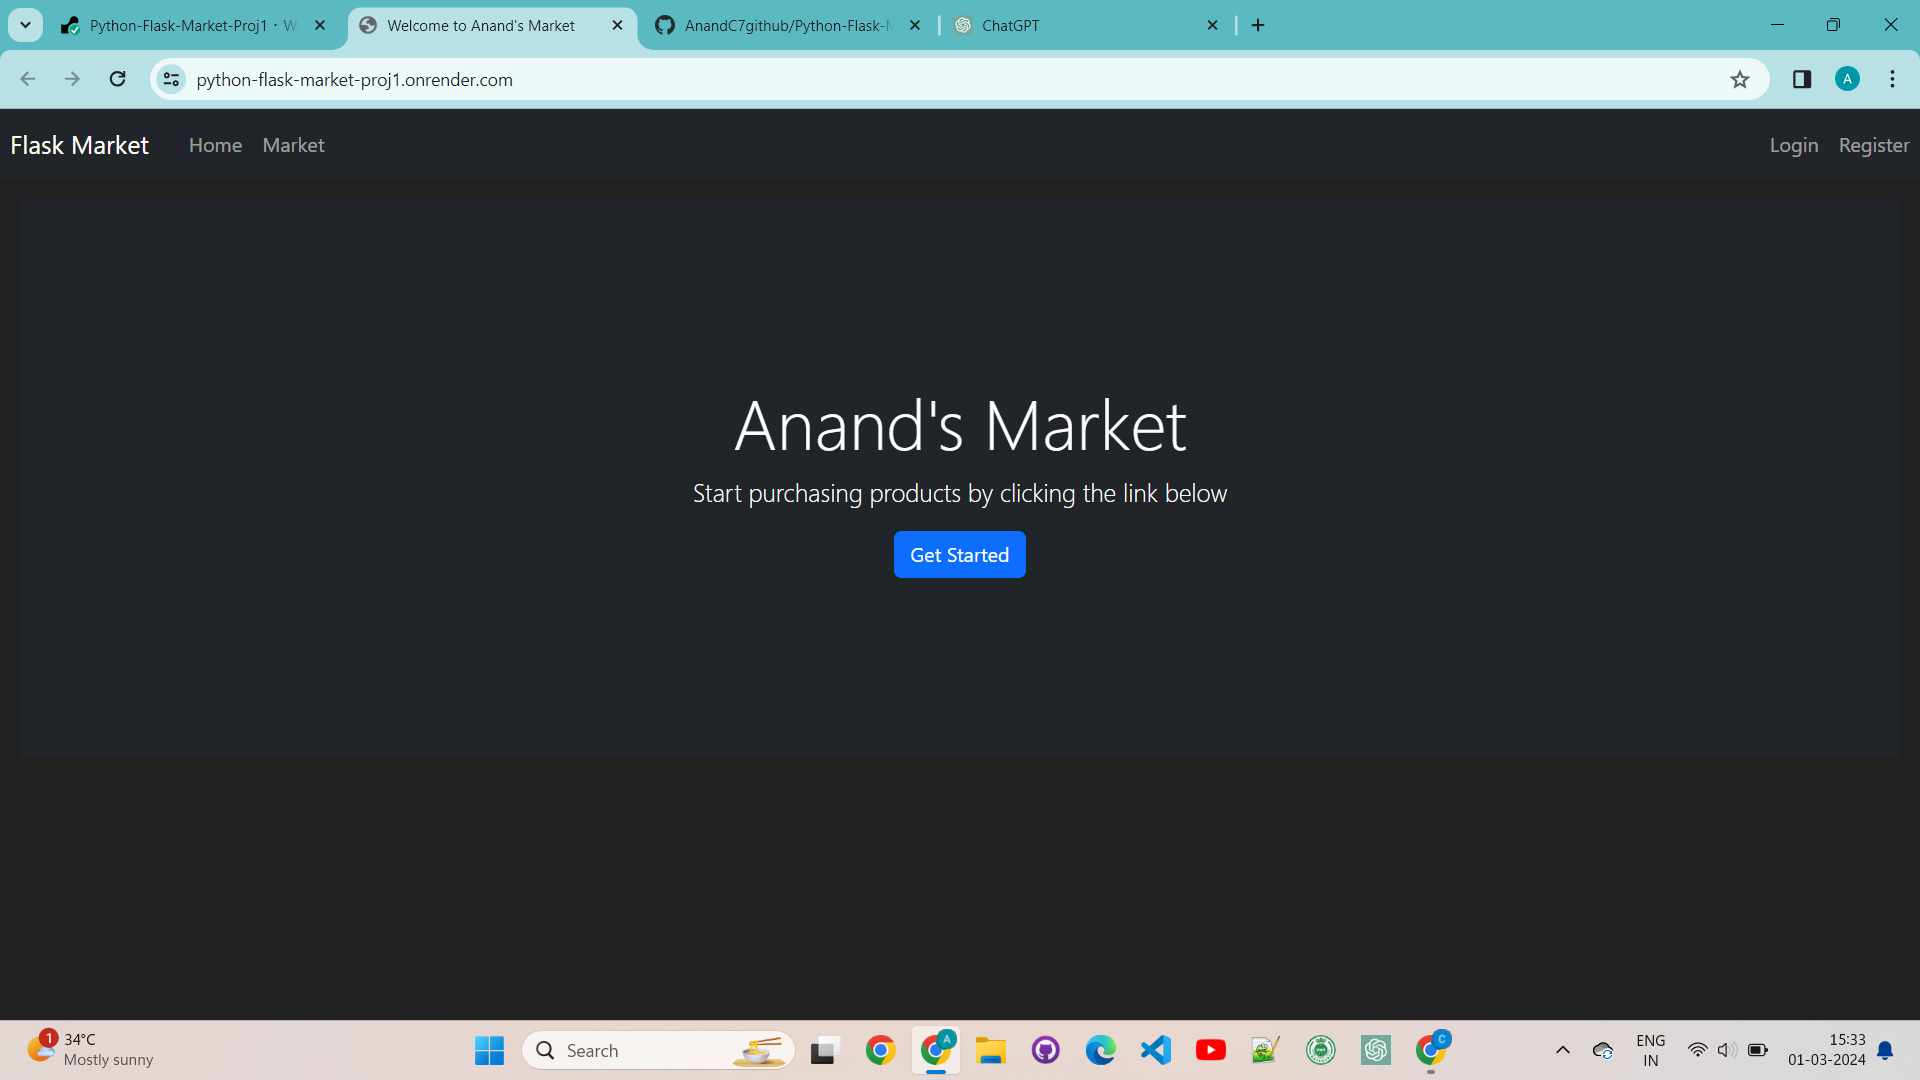 Python-Flask-Market-Proj1 · W
Welcome to Anand's Market
AnandC7github/Python-Flask-M
ChatGPT
python-flask-market-proj1.onrender.com
A
Flask Market
Home
Market
Login
Register
Anand's Market
Start purchasing products by clicking the link below
Get Started
1
34°C
Mostly sunny
Search
A
C
ENG
IN
15:33
01-03-2024